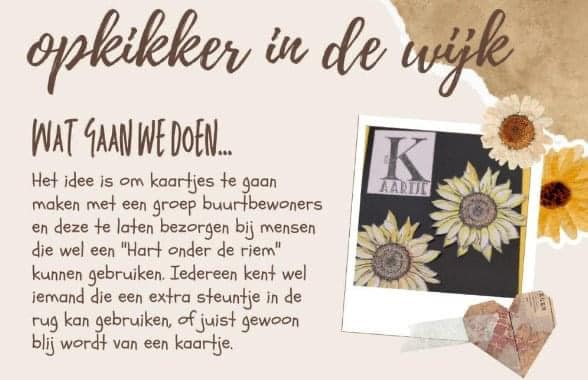 opkikker in de wijk
WAT GAAN WE DOEN...
Het idee is om kaartjes te gaan
maken met een groep buurtbewoners
en deze te laten bezorgen bij mensen
die wel een "Hart onder de riem"
kunnen gebruiken. Iedereen kent wel
iemand die een extra steuntje in de
rug kan gebruiken, of juist gewoon
blij wordt van een kaartje.
K
AARTJE